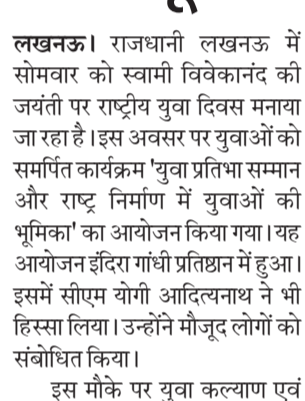 लखनऊ। राजधानी लखनऊ में
सोमवार को स्वामी विवेकानंद की
जयंती पर राष्ट्रीय युवा दिवस मनाया
जा रहा है। इस अवसर पर युवाओं को
समर्पित कार्यक्रम 'युवा प्रतिभा सम्मान
और राष्ट्र निर्माण में युवाओं की
भूमिका' का आयोजन किया गया। यह
आयोजन इंदिरा गांधी प्रतिष्ठान में हुआ।
इसमें सीएम योगी आदित्यनाथ ने भी
हिस्सा लिया। उन्होंने मौजूद लोगों को
संबोधित किया।
इस मौके पर युवा कल्याण एवं